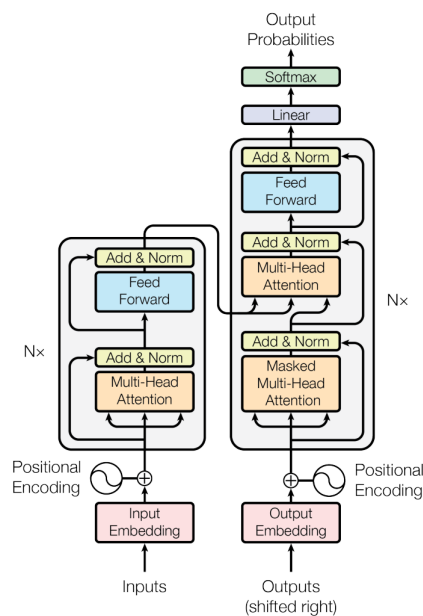 Output
Probabilities
Softmax
Linear
Add & Norm
Feed
Forward
Add & Norm
Multi-Head
Attention
Nx
Add & Norm
Masked
Multi-Head
Attention
Add & Norm
Feed
Forward
Nx
Add & Norm
Multi-Head
Attention
Positional
Encoding
Positional
Encoding
Input
Embedding
Output
Embedding
Inputs
Outputs
(shifted right)